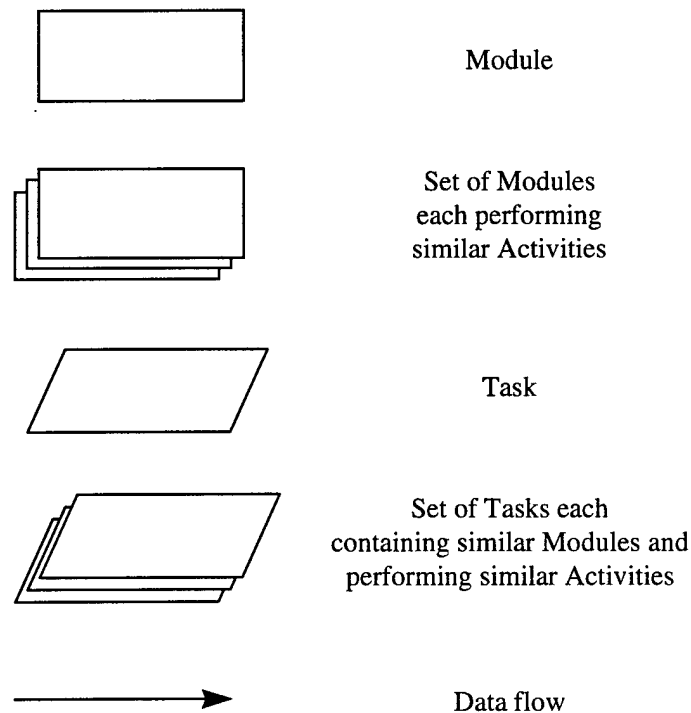 Module
Set of Modules
each performing
similar Activities
Task
Set of Tasks each
containing similar Modules and
performing similar Activities
Data flow